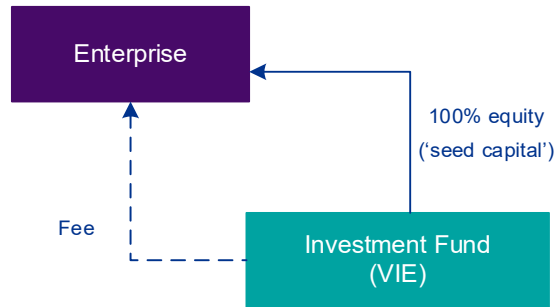 Enterprise
100% equity
(‘seed capital’)
Fee
Investment Fund
(VIE)